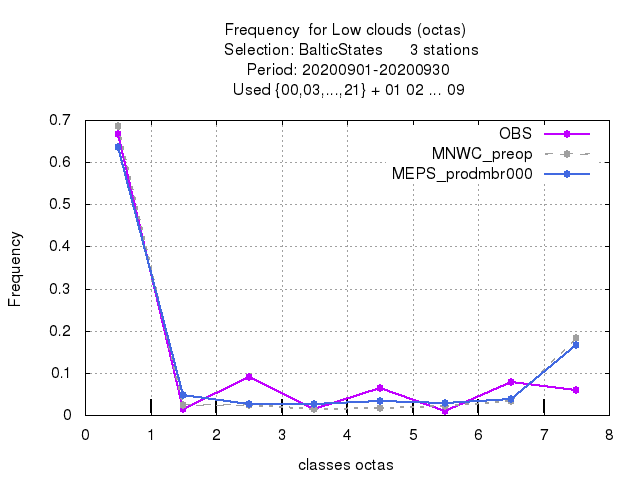 Frequency  for Low clouds (octas)
Selection: BalticStates      3 stations
Period: 20200901-20200930
Used {00,03,...,21} + 01 02 ... 09
OBS
MNWC_preop
MEPS_prodmbr000
0.7
0.6
0.5
0.4
0.3
0.2
0.1
0
Frequency
0 1 2 3 4 5 6 7 8
classes octas